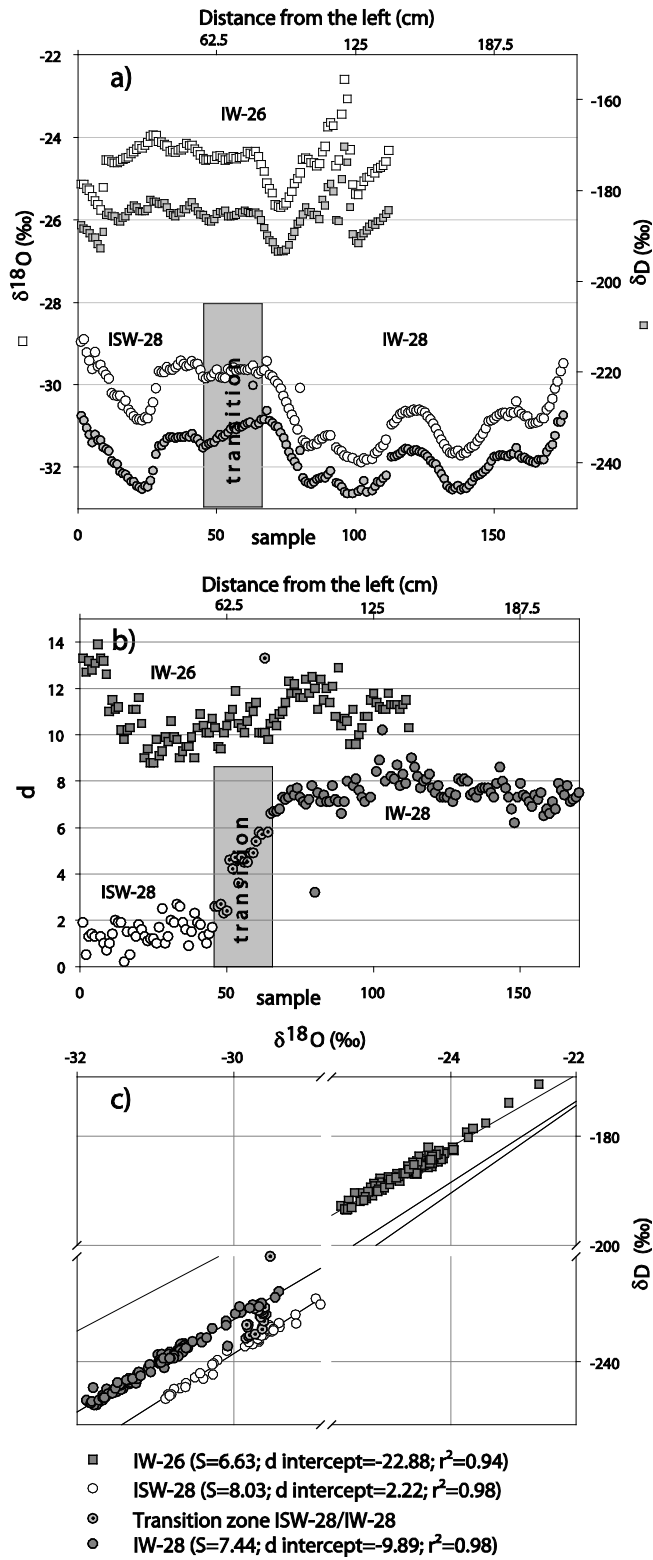 Distance from the left (cm)
62.5 125 187.5
-22
a)
-160
IW-26
-24
-180
δ18O (‰)
-26
δD (‰)
-200
-28
ISW-28 IW-28
-220
-30
transition
-32
-240
0 50 100 150
sample
Distance from the left (cm)
62.5 125 187.5
14
b)
IW-26
12
10
d
8
IW-28
6
transition
4
ISW-28
2
0
0 50 100 150
sample
δ18O (‰)
-32 -30 -24 -22
c)
-180
δD (‰)
-200
-240
IW-26 (S=6.63; d intercept=-22.88; r²=0.94)
ISW-28 (S=8.03; d intercept=2.22; r²=0.98)
Transition zone ISW-28/IW-28
IW-28 (S=7.44; d intercept=-9.89; r²=0.98)